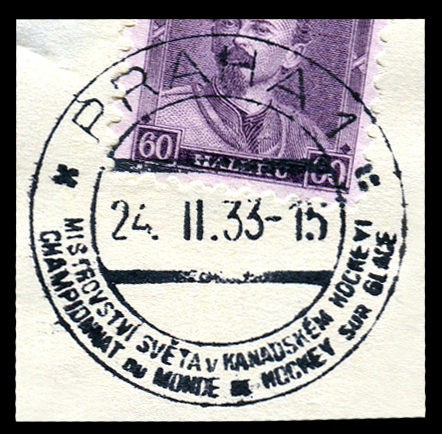 PRAHA 1
60 HALÉŘŮ 60
24. II. 33-15
MISTROVSTVÍ SVĚTA V KANADSKÉM HOCKEYI
CHAMPIONNAT DU MONDE DE HOCKEY SUR GLACE